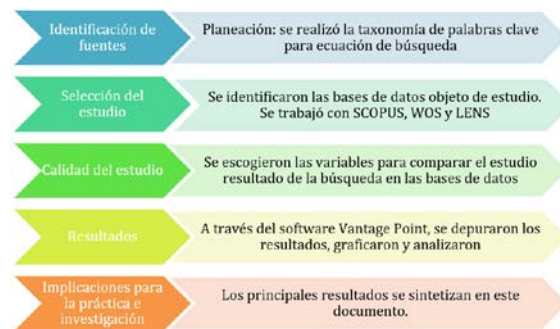 Identificación de
fuentes
Planeación: se realizó la taxonomía de palabras clave
para ecuación de búsqueda
Selección del
estudio
Se identificaron las bases de datos objeto de estudio.
Se trabajó con SCOPUS, WOS y LENS
Calidad del estudio
Se escogieron las variables para comparar el estudio
resultado de la búsqueda en las bases de datos
Resultados
A través del software Vantage Point, se depuraron los
resultados, graficaron y analizaron
Implicaciones para
la práctica e
investigación
Los principales resultados se sintetizan en este
documento.